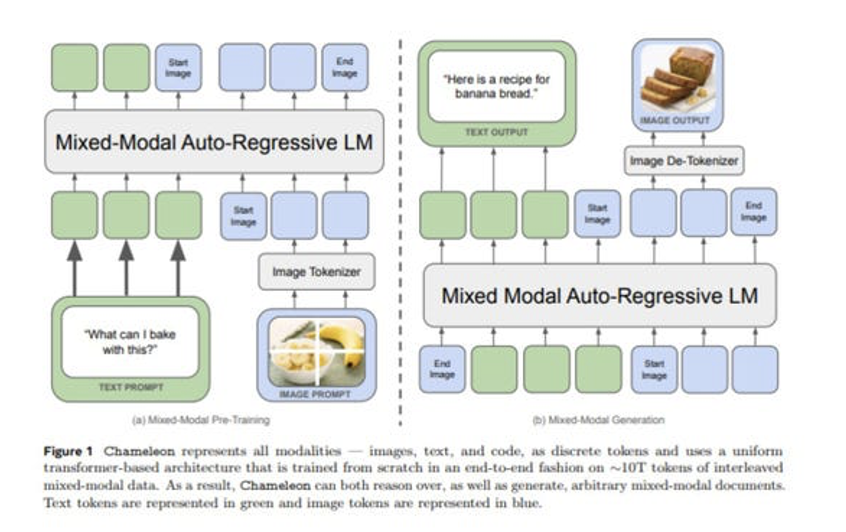 Start
Image
End
Image
Mixed-Modal Auto-Regressive LM
Start
Image
Image Tokenizer
"What can I bake
with this?"
TEXT PROMPT
IMAGE PROMPT
(a) Mixed-Modal Pre-Training
"Here is a recipe for
banana bread."
TEXT OUTPUT
IMAGE OUTPUT
Image De-Tokenizer
Start
Image
End
Image
Mixed Modal Auto-Regressive LM
End
Image
Start
Image
(b) Mixed-Modal Generation
Figure 1 Chameleon represents all modalities — images, text, and code, as discrete tokens and uses a uniform
transformer-based architecture that is trained from scratch in an end-to-end fashion on ~10T tokens of interleaved
mixed-modal data. As a result, Chameleon can both reason over, as well as generate, arbitrary mixed-modal documents.
Text tokens are represented in green and image tokens are represented in blue.